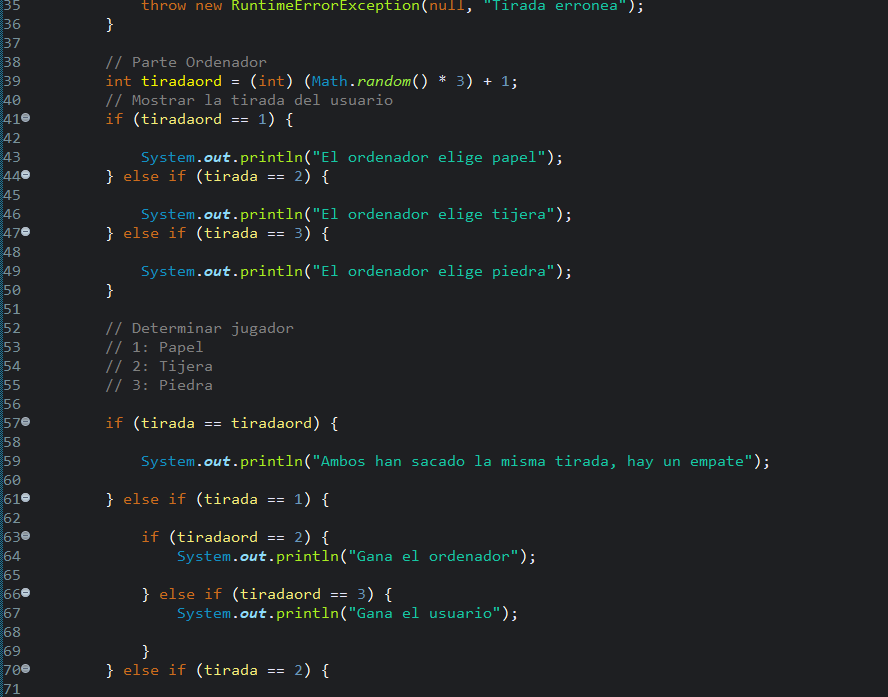 35 throw new RuntimeErrorException(null, "Tirada erronea");
36 }
37
38 // Parte Ordenador
39 int tiradaord = (int) (Math.random() * 3) + 1;
40 // Mostrar la tirada del usuario
41 if (tiradaord == 1) {
42
43 System.out.println("El ordenador elige papel");
44 } else if (tirada == 2) {
45
46 System.out.println("El ordenador elige tijera");
47 } else if (tirada == 3) {
48
49 System.out.println("El ordenador elige piedra");
50 }
51
52 // Determinar jugador
53 // 1: Papel
54 // 2: Tijera
55 // 3: Piedra
56
57 if (tirada == tiradaord) {
58
59 System.out.println("Ambos han sacado la misma tirada, hay un empate");
60
61 } else if (tirada == 1) {
62
63 if (tiradaord == 2) {
64 System.out.println("Gana el ordenador");
65
66 } else if (tiradaord == 3) {
67 System.out.println("Gana el usuario");
68
69 }
70 } else if (tirada == 2) {
71